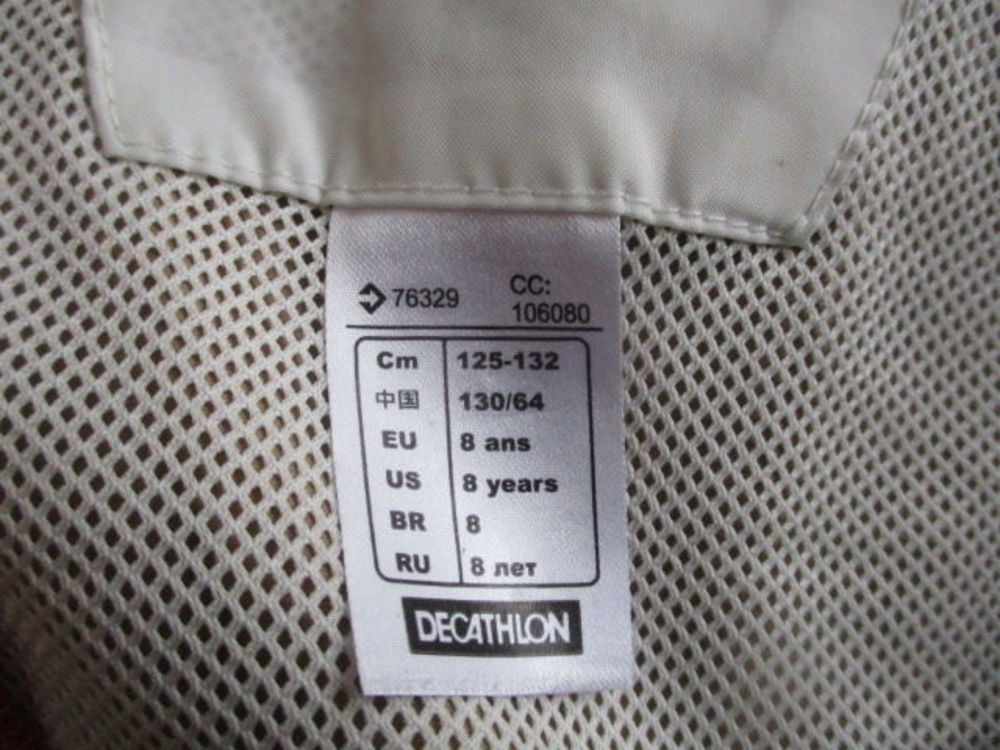 76329 CC:
106080
Cm 125-132
中国 130/64
EU 8 ans
US 8 years
BR 8
RU 8 лет
DECATHLON